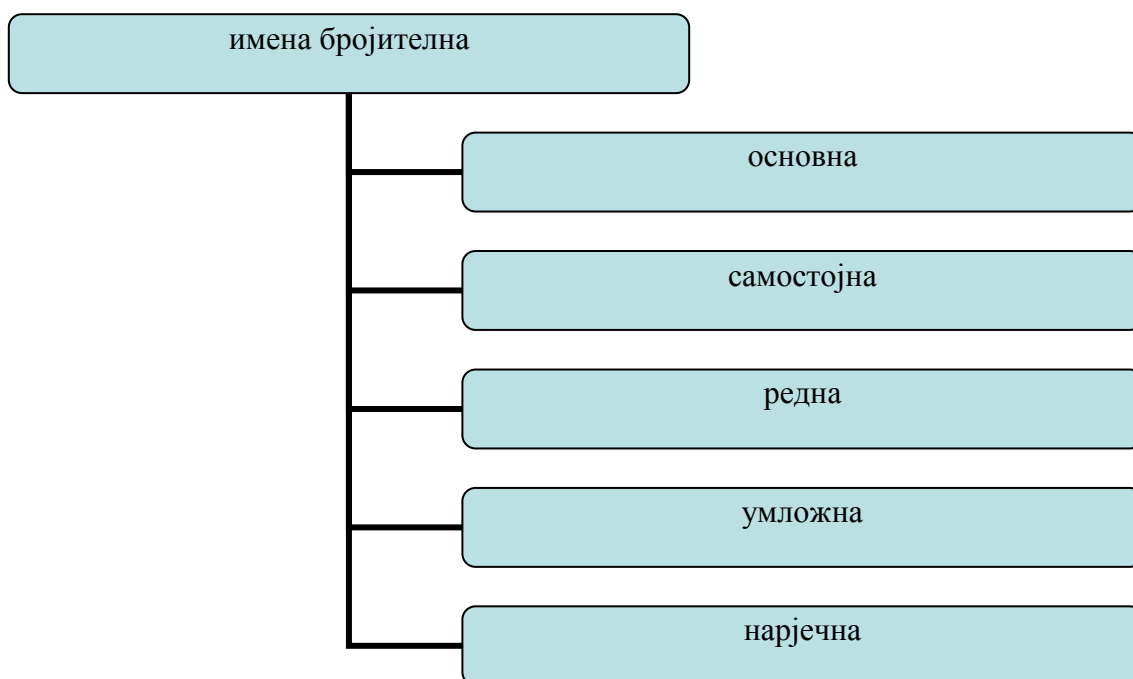 имена бројителна
основна
самостојна
редна
умложна
нарјечна